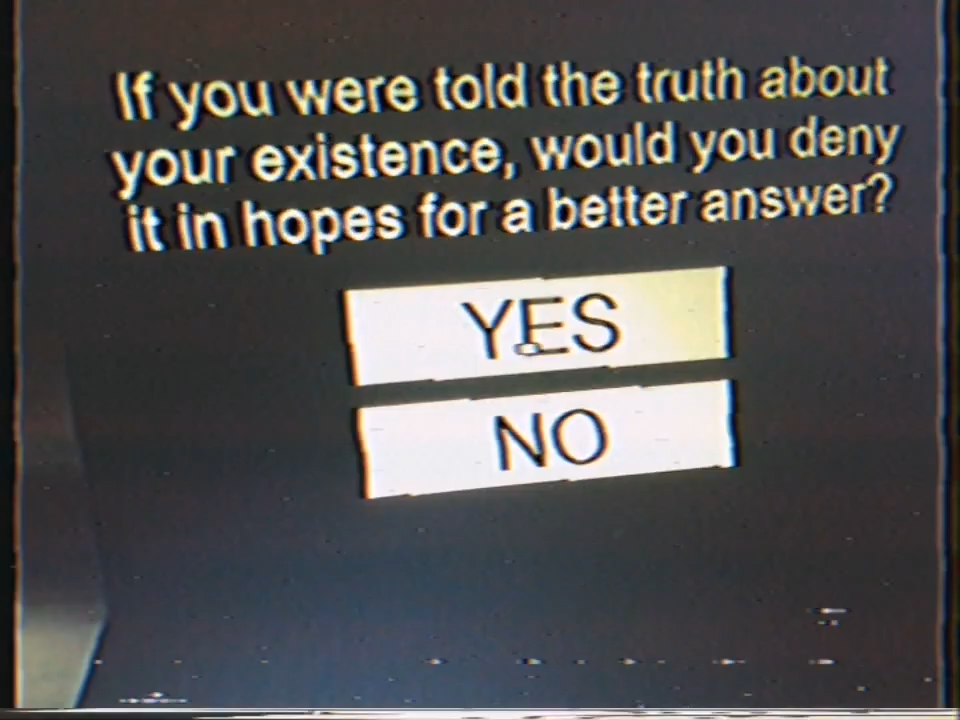 If you were told the truth about
your existence, would you deny
it in hopes for a better answer?
YES
NO